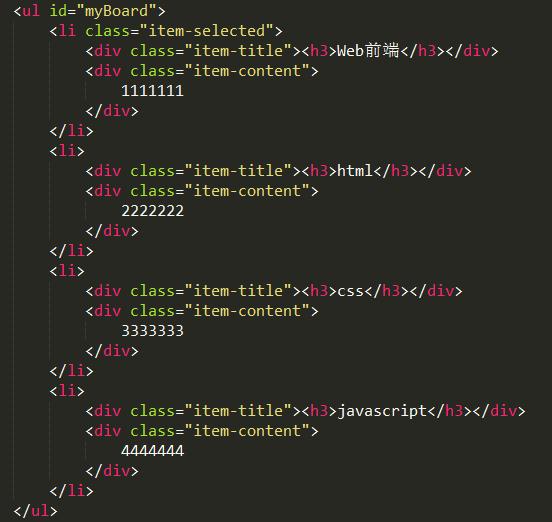 <ul id="myBoard">
    <li class="item-selected">
        <div class="item-title"><h3>Web前端</h3></div>
        <div class="item-content">
            1111111
        </div>
    </li>
    <li>
        <div class="item-title"><h3>html</h3></div>
        <div class="item-content">
            2222222
        </div>
    </li>
    <li>
        <div class="item-title"><h3>css</h3></div>
        <div class="item-content">
            3333333
        </div>
    </li>
    <li>
        <div class="item-title"><h3>javascript</h3></div>
        <div class="item-content">
            4444444
        </div>
    </li>
</ul>